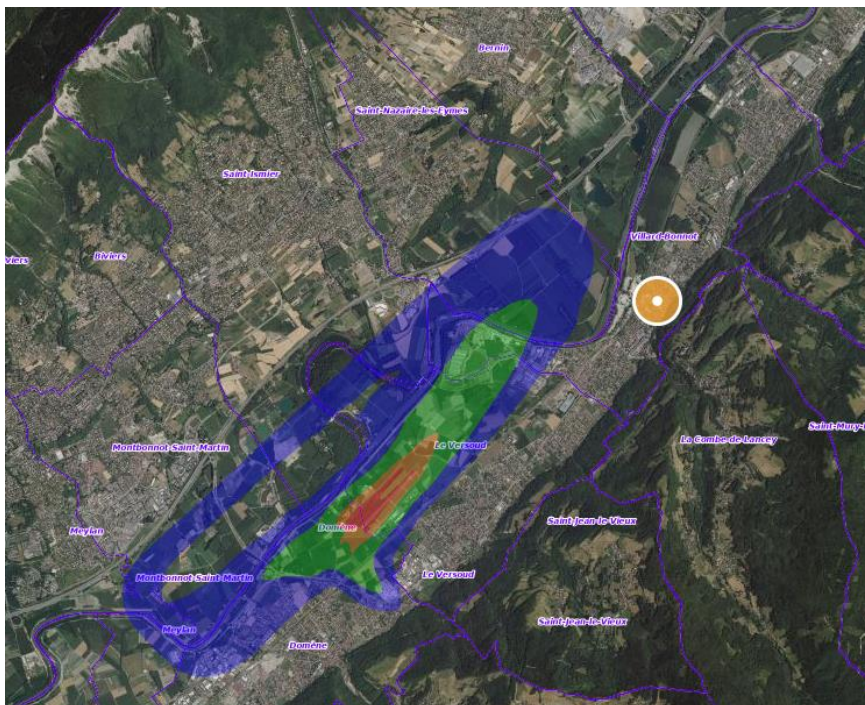 Bernin
Saint-Nazaire-les-Eymes
Saint-Ismier
Villard-Bonnot
Biviers
viers
Le Versoud
La Combe-de-Lancey
Saint-Mury-
Montbonnot-Saint-Martin
Saint-Jean-le-Vieux
Domène
Meylan
Le Versoud
Montbonnot-Saint-Martin
Saint-Jean-le-Vieux
Meylan
Domène